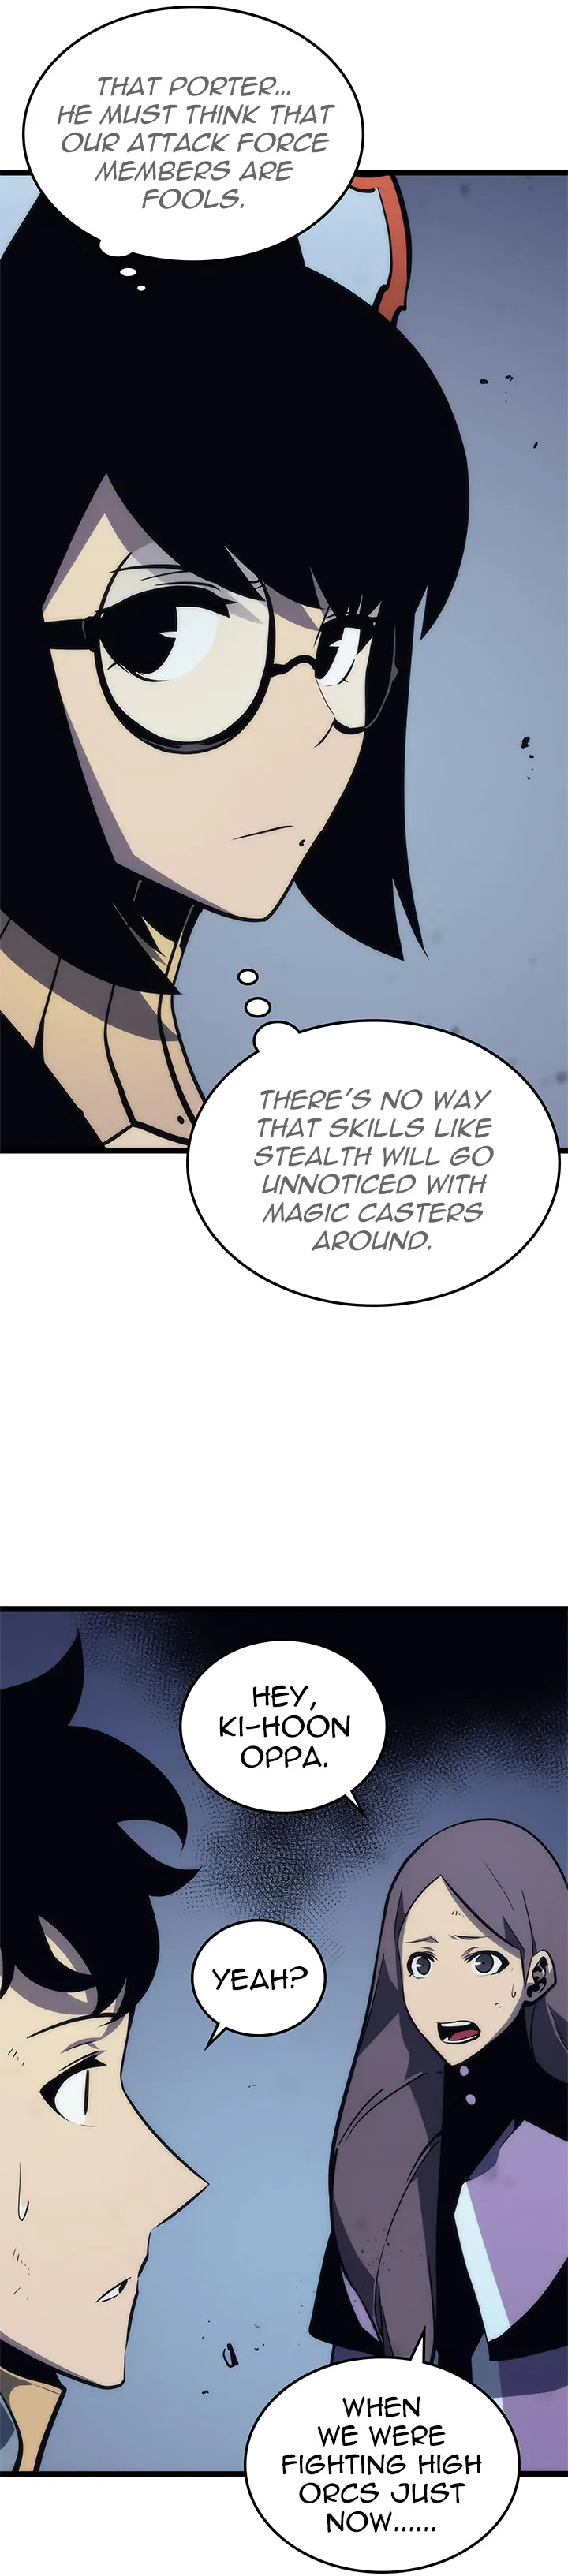 THAT PORTER...
HE MUST THINK THAT
OUR ATTACK FORCE
MEMBERS ARE
FOOLS.
THERE'S NO WAY
THAT SKILLS LIKE
STEALTH WILL GO
UNNOTICED WITH
MAGIC CASTERS
AROUND.
HEY,
KI-HOON
OPPA.
YEAH?
WHEN
WE WERE
FIGHTING HIGH
ORCS JUST
NOW......